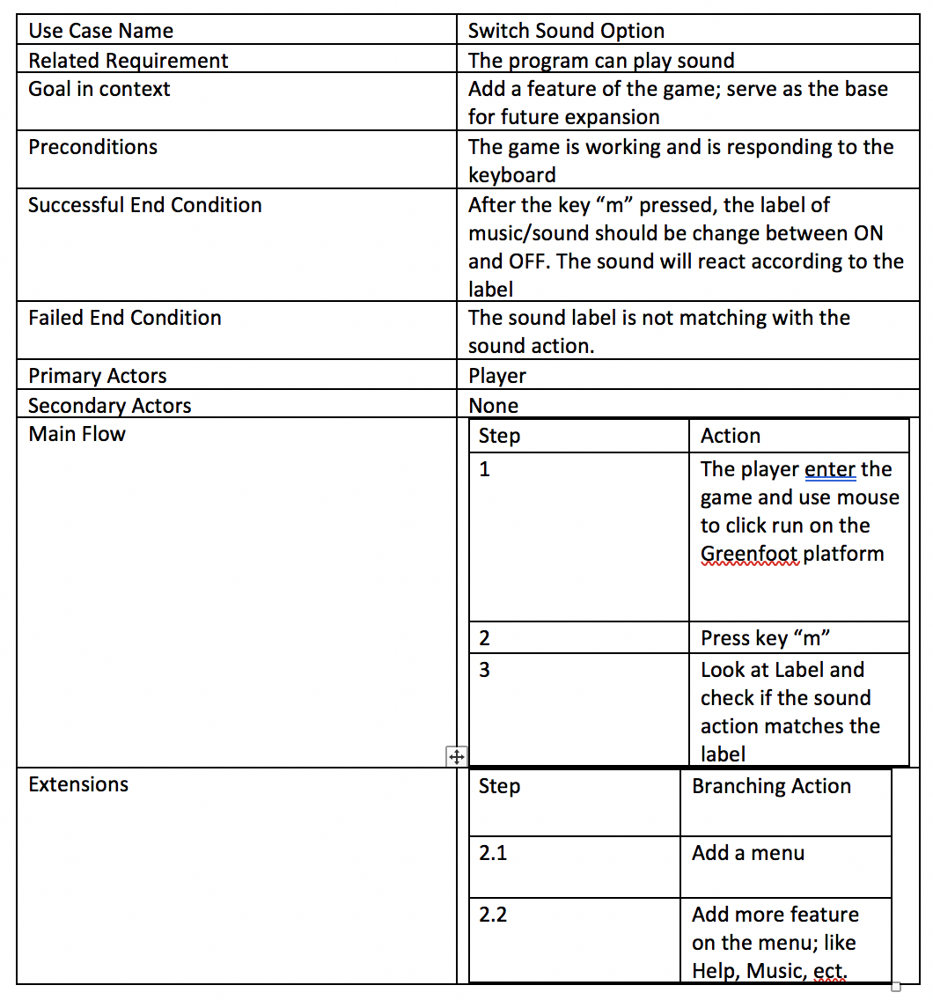 Use Case Name
Switch Sound Option
Related Requirement
The program can play sound
Goal in context
Add a feature of the game; serve as the base
for future expansion
Preconditions
The game is working and is responding to the
keyboard
Successful End Condition
After the key “m” pressed, the label of
music/sound should be change between ON
and OFF. The sound will react according to the
label
Failed End Condition
The sound label is not matching with the
sound action.
Primary Actors
Player
Secondary Actors
None
Main Flow
Step
Action
1
The player enter the
game and use mouse
to click run on the
Greenfoot platform
2
Press key “m”
3
Look at Label and
check if the sound
action matches the
label
Extensions
Step
Branching Action
2.1
Add a menu
2.2
Add more feature
on the menu; like
Help, Music, ect.